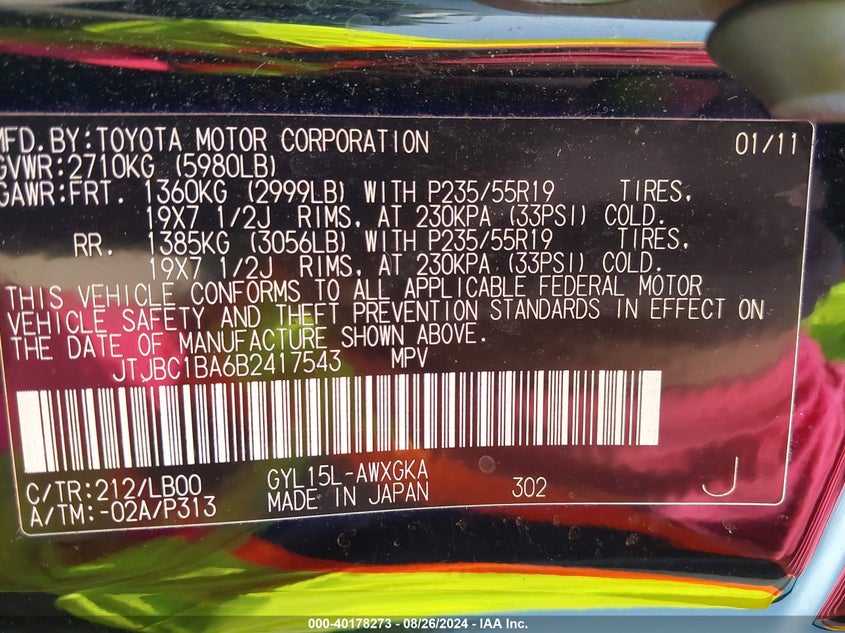 MFD.BY:TOYOTA MOTOR CORPORATION 01/11
GVWR:2710KG (5980LB)
GAWR:FRT. 1360KG (2999LB) WITH P235/55R19 TIRES,
19X7 1/2J RIMS, AT 230KPA (33PSI) COLD.
RR. 1385KG (3056LB) WITH P235/55R19 TIRES,
19X7 1/2J RIMS, AT 230KPA (33PSI) COLD.
THIS VEHICLE CONFORMS TO ALL APPLICABLE FEDERAL MOTOR
VEHICLE SAFETY AND THEFT PREVENTION STANDARDS IN EFFECT ON
THE DATE OF MANUFACTURE SHOWN ABOVE.
JTJBC1BA6B2417543 MPV
C/TR:212/LB00 GYL15L-AWXGKA 302 J
A/TM:-02A/P313 MADE IN JAPAN
000-40178273 - 08/26/2024 - IAA Inc.